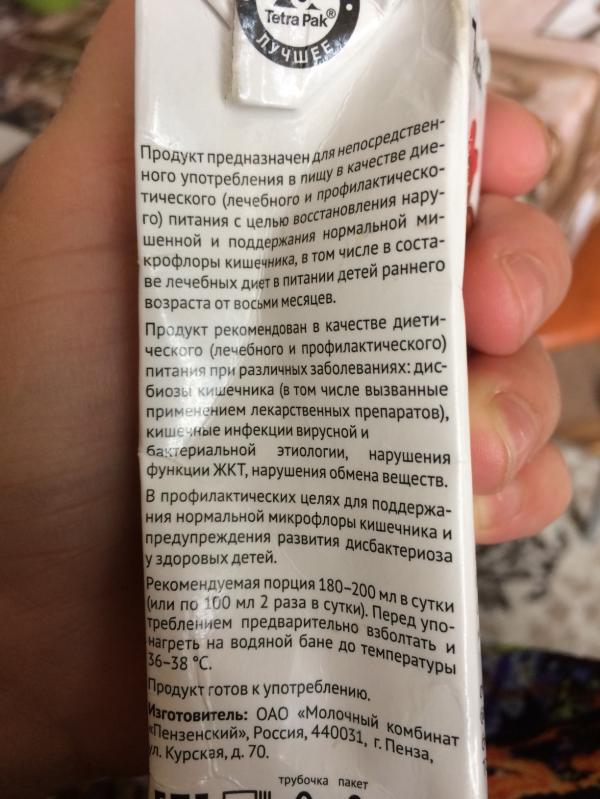 Tetra Pak®
ЛУЧШЕЕ
Продукт предназначен для непосредствен-
ного употребления в пищу в качестве дие-
тического (лечебного и профилактическо-
го) питания с целью восстановления нару-
шенной и поддержания нормальной ми-
крофлоры кишечника, в том числе в соста-
ве лечебных диет в питании детей раннего
возраста от восьми месяцев.
Продукт рекомендован в качестве диети-
ческого (лечебного и профилактического)
питания при различных заболеваниях: дис-
биозы кишечника (в том числе вызванные
применением лекарственных препаратов),
кишечные инфекции вирусной и
бактериальной этиологии, нарушения
функции ЖКТ, нарушения обмена веществ.
В профилактических целях для поддержа-
ния нормальной микрофлоры кишечника и
предупреждения развития дисбактериоза
у здоровых детей.
Рекомендуемая порция 180–200 мл в сутки
(или по 100 мл 2 раза в сутки). Перед упо-
треблением предварительно взболтать и
нагреть на водяной бане до температуры
36–38 °С.
Продукт готов к употреблению.
Изготовитель: ОАО «Молочный комбинат
«Пензенский», Россия, 440031, г. Пенза,
ул. Курская, д. 70.
трубочка пакет